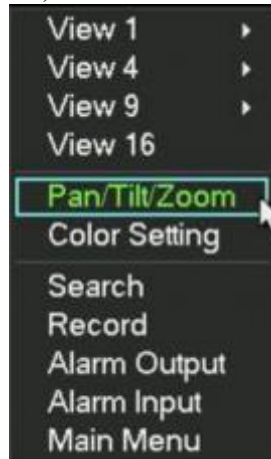 View 1
View 4
View 9
View 16
Pan/Tilt/Zoom
Color Setting
Search
Record
Alarm Output
Alarm Input
Main Menu